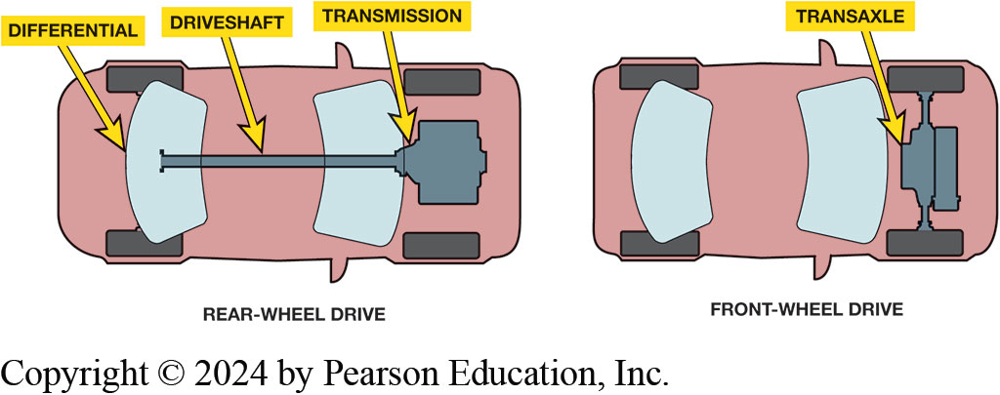 DIFFERENTIAL
DRIVESHAFT
TRANSMISSION
TRANSAXLE
REAR-WHEEL DRIVE
FRONT-WHEEL DRIVE
Copyright © 2024 by Pearson Education, Inc.